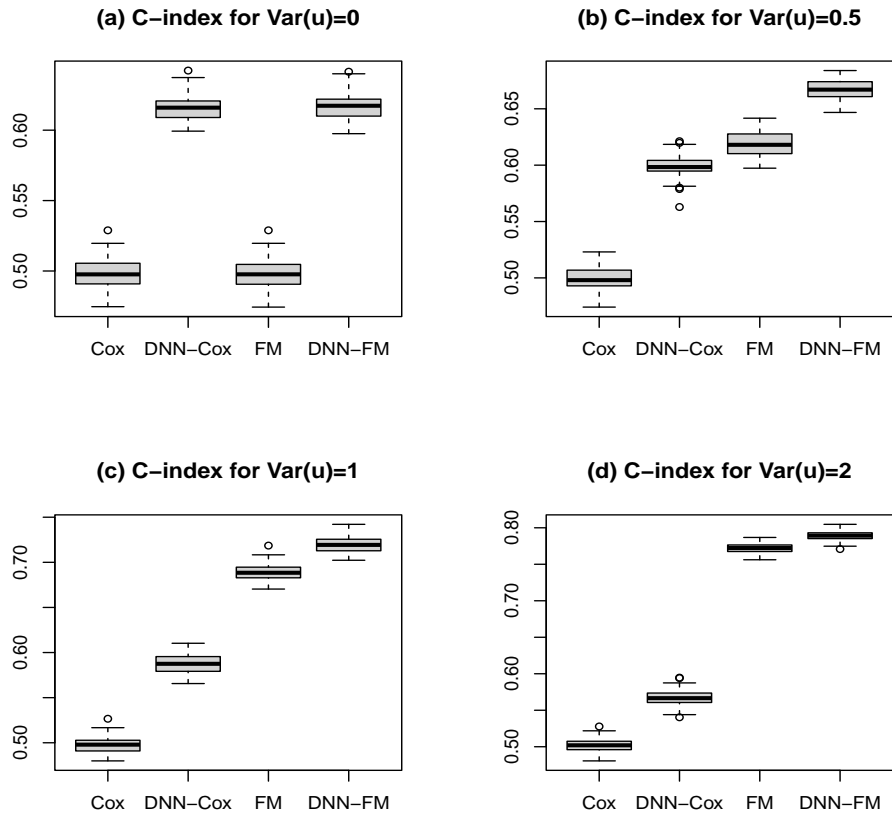 (a) C−index for Var(u)=0
0.60
0.55
0.50
Cox DNN−Cox FM DNN−FM
(b) C−index for Var(u)=0.5
0.65
0.60
0.55
0.50
Cox DNN−Cox FM DNN−FM
(c) C−index for Var(u)=1
0.70
0.60
0.50
Cox DNN−Cox FM DNN−FM
(d) C−index for Var(u)=2
0.80
0.70
0.60
0.50
Cox DNN−Cox FM DNN−FM